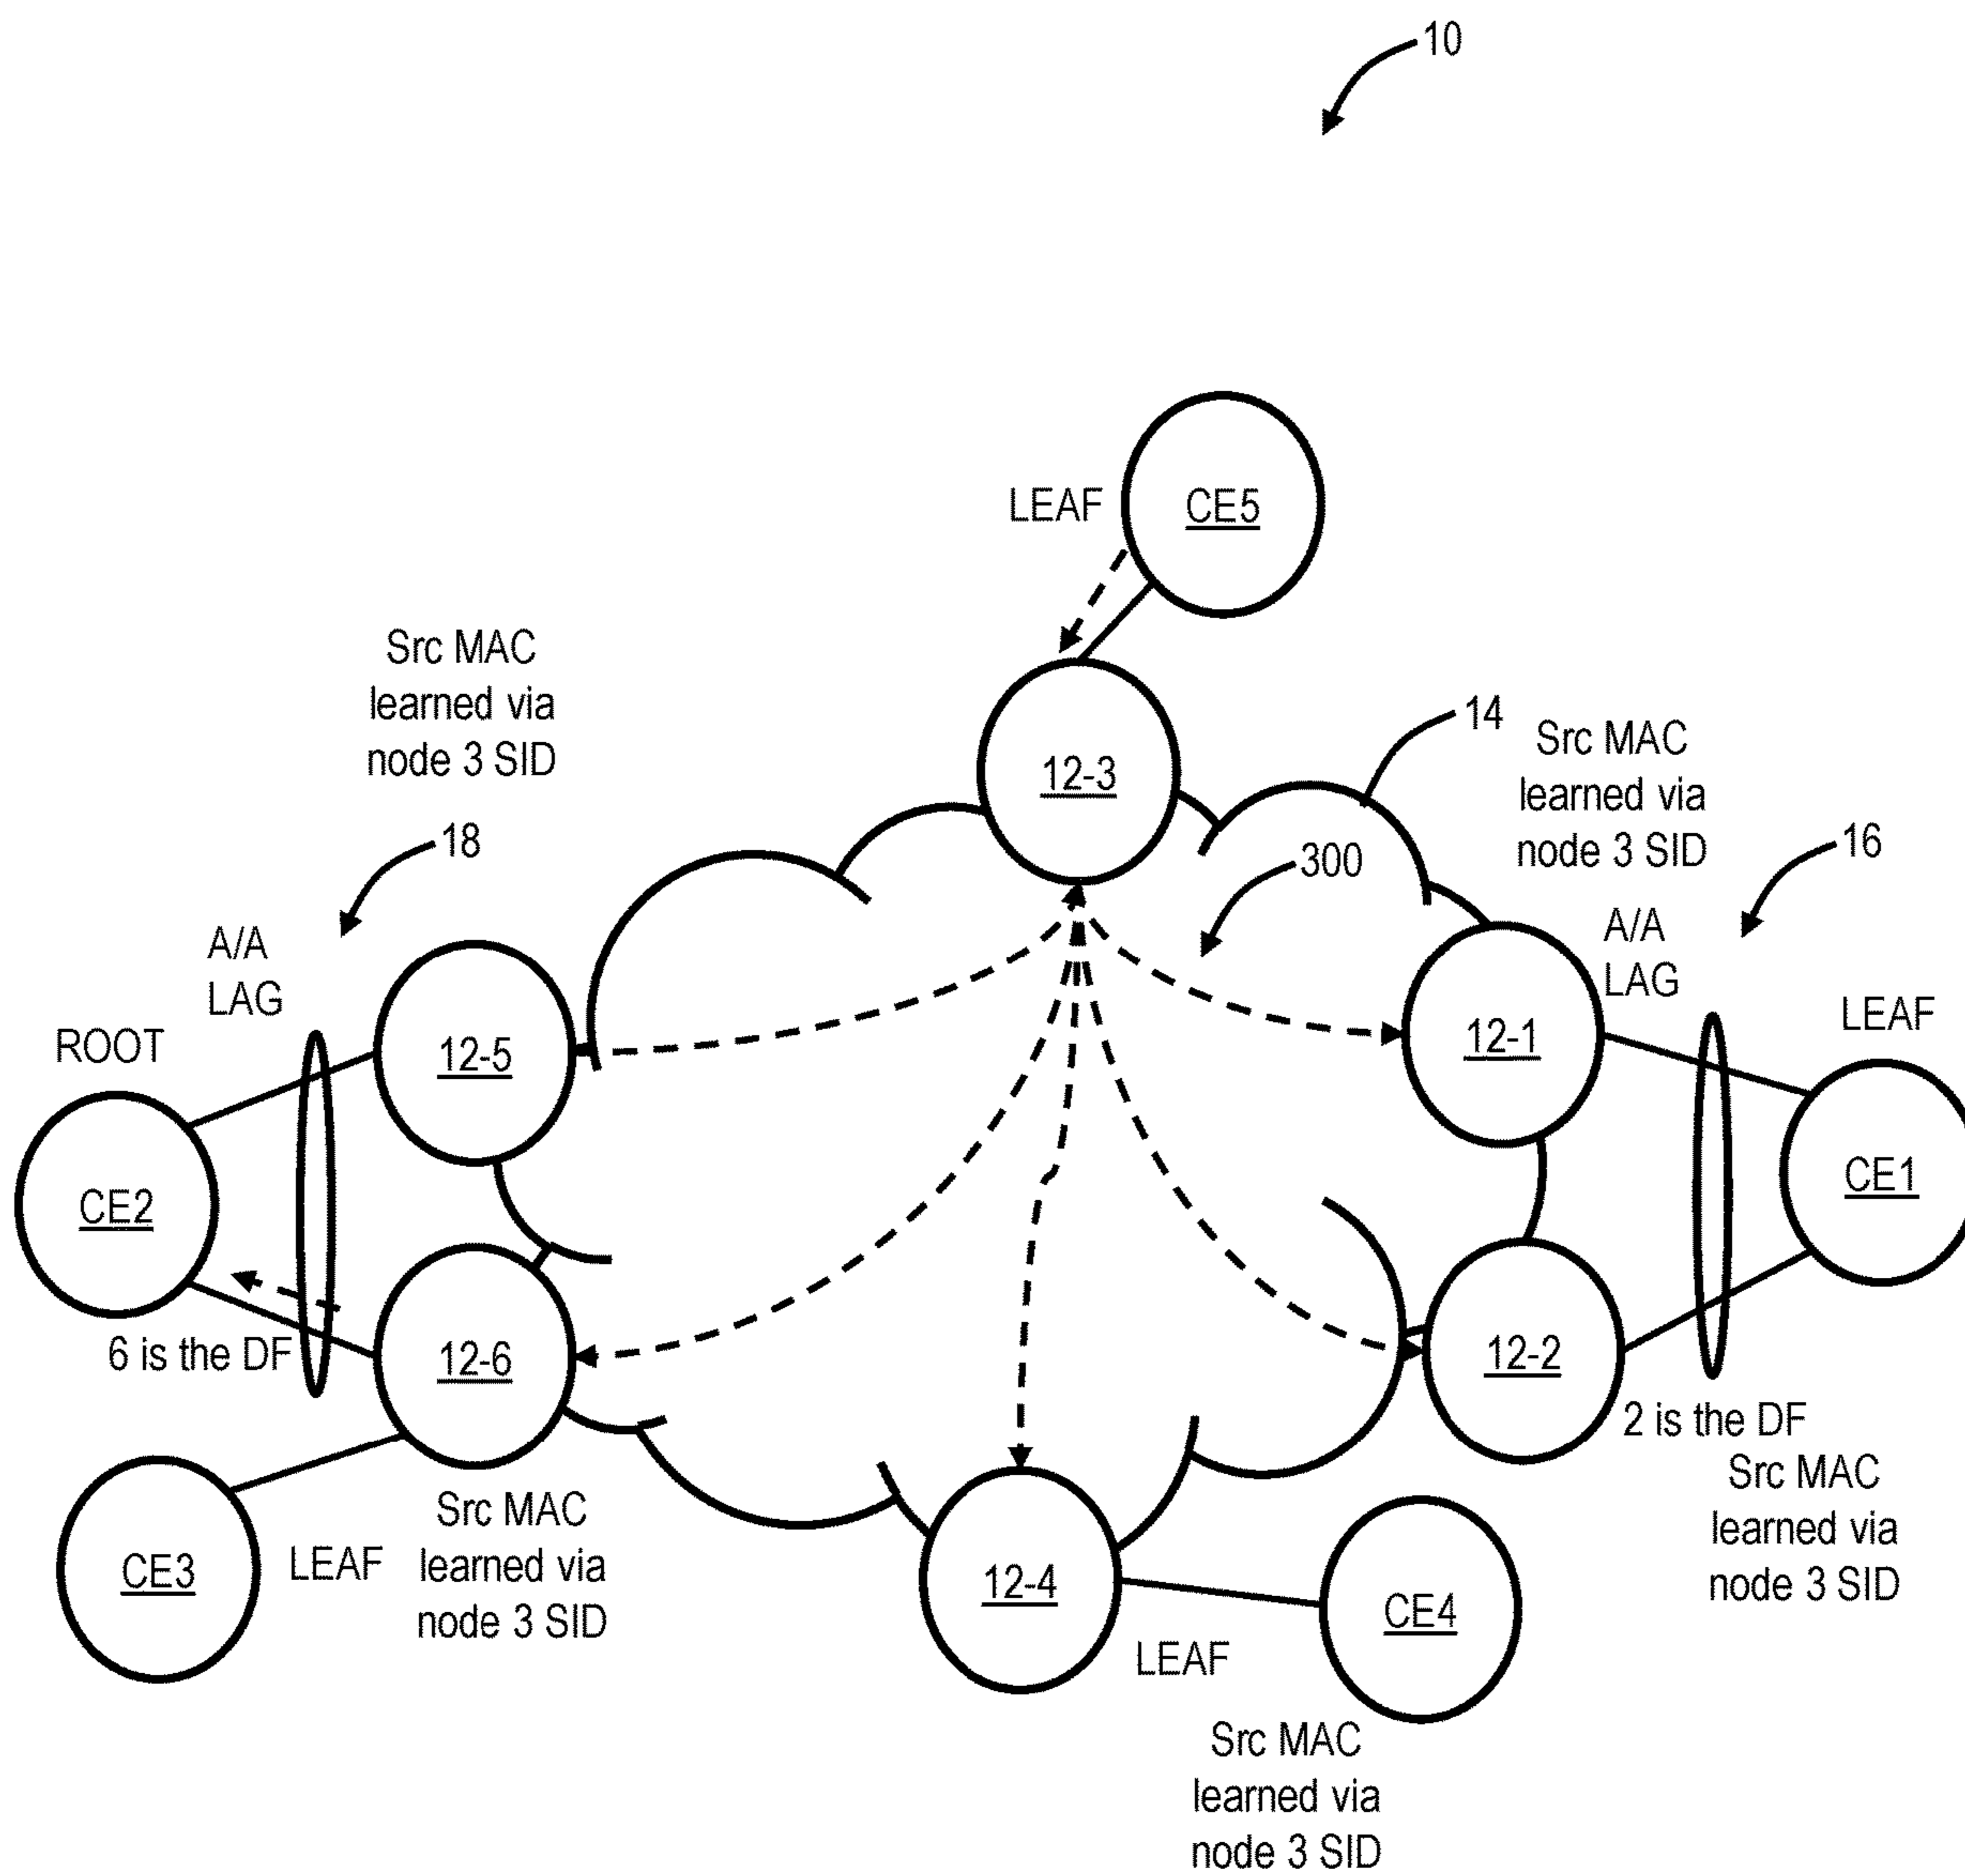 10
LEAF
CE5
Src MAC
learned via
node 3 SID
12-3
14
Src MAC
learned via
node 3 SID
18
300
16
A/A
LAG
A/A
LAG
ROOT
12-5
12-1
LEAF
CE2
CE1
6 is the DF
12-6
12-2
2 is the DF
CE3
LEAF
Src MAC
learned via
node 3 SID
12-4
CE4
LEAF
Src MAC
learned via
node 3 SID
Src MAC
learned via
node 3 SID